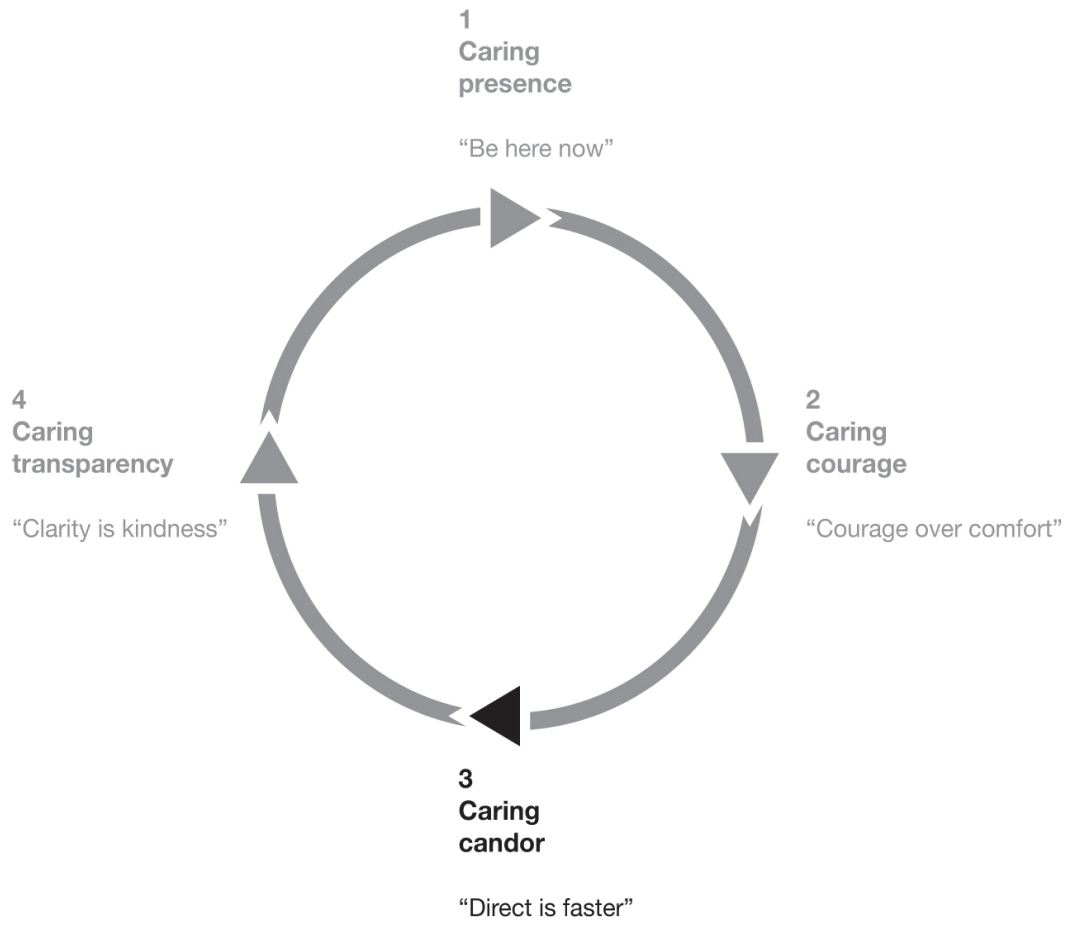 1
Caring
presence
“Be here now”
2
Caring
courage
“Courage over comfort”
3
Caring
candor
“Direct is faster”
4
Caring
transparency
“Clarity is kindness”